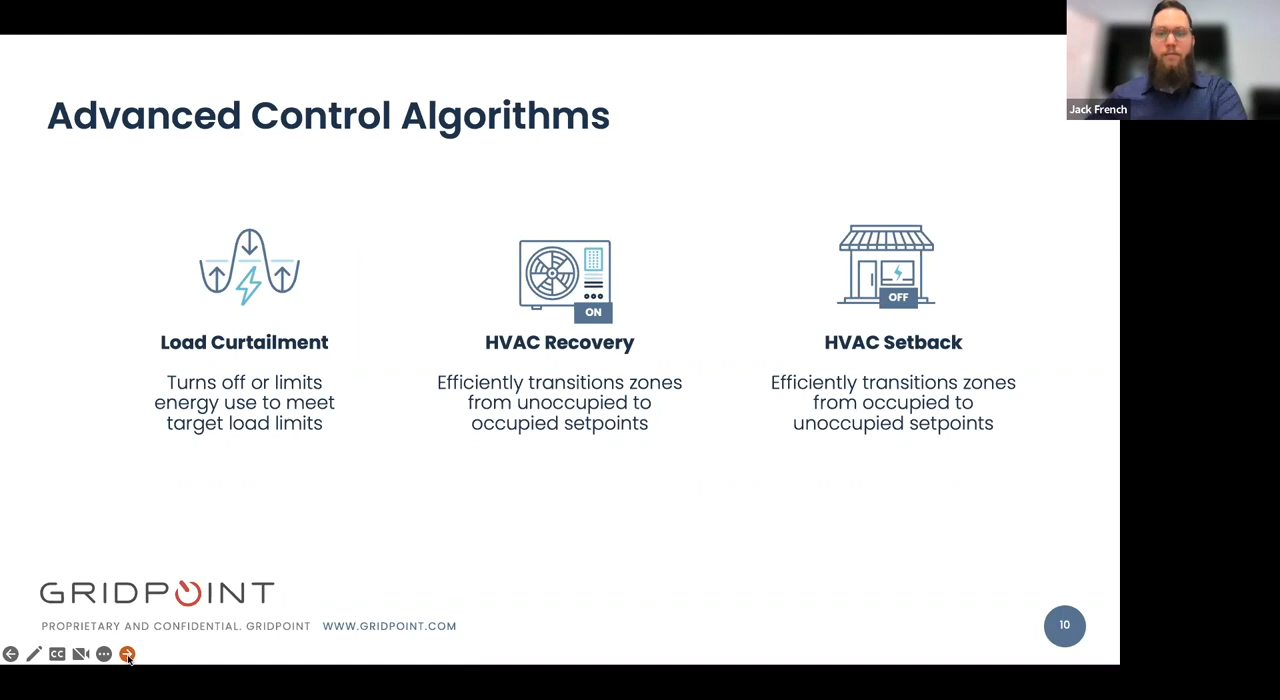 Jack French
Advanced Control Algorithms
ON
OFF
Load Curtailment
Turns off or limits
energy use to meet
target load limits
HVAC Recovery
Efficiently transitions zones
from unoccupied to
occupied setpoints
HVAC Setback
Efficiently transitions zones
from occupied to
unoccupied setpoints
GRIDPOINT
PROPRIETARY AND CONFIDENTIAL. GRIDPOINT WWW.GRIDPOINT.COM
10
CC